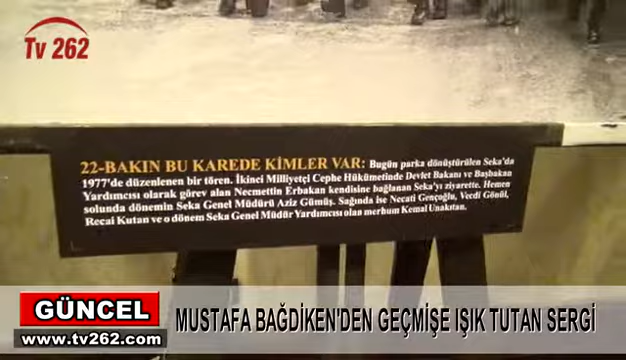 Tv 262
22-BAKIN BU KAREDE KİMLER VAR: Bugün parka dönüştürülen Seka'da
1977'de düzenlenen bir tören. İkinci Milliyetçi Cephe Hükümetinde Devlet Bakanı ve Başbakan
Yardımcısı olarak görev alan Necmettin Erbakan kendisine bağlanan Seka'yı ziyarette. Hemen
solunda dönemin Seka Genel Müdürü Aziz Gümüş. Sağında ise Necati Gençoğlu, Vecdi Gönül,
Recai Kutan ve o dönem Seka Genel Müdür Yardımcısı olan merhum Kemal Unakıtan.
GÜNCEL
www.tv262.com
MUSTAFA BAĞDİKEN'DEN GEÇMİŞE IŞIK TUTAN SERGİ